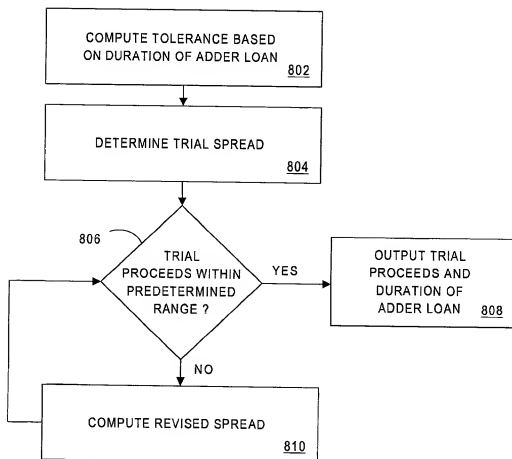 COMPUTE TOLERANCE BASED
ON DURATION OF ADDER LOAN
802
DETERMINE TRIAL SPREAD
804
806
TRIAL
PROCEEDS WITHIN
PREDETERMINED
RANGE ?
YES
OUTPUT TRIAL
PROCEEDS AND
DURATION OF
ADDER LOAN
808
NO
COMPUTE REVISED SPREAD
810